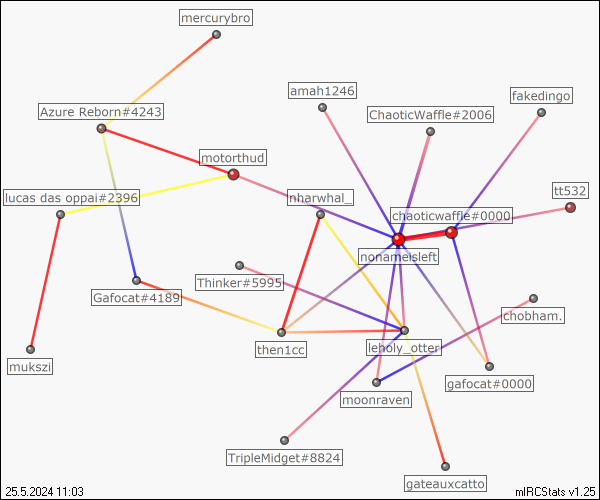 mercurybro
amah1246
fakedingo
Azure Reborn#4243
ChaoticWaffle#2006
motorthud
tt532
lucas das oppai#2396
nharwhal_
chaoticwaffle#0000
nonameisleft
Thinker#5995
Gafocat#4189
chobham.
then1cc
leholy_otter
mukszi
gafocat#0000
moonraven
TripleMidget#8824
gateauxcatto
25.5.2024 11:03
mIRCStats v1.25